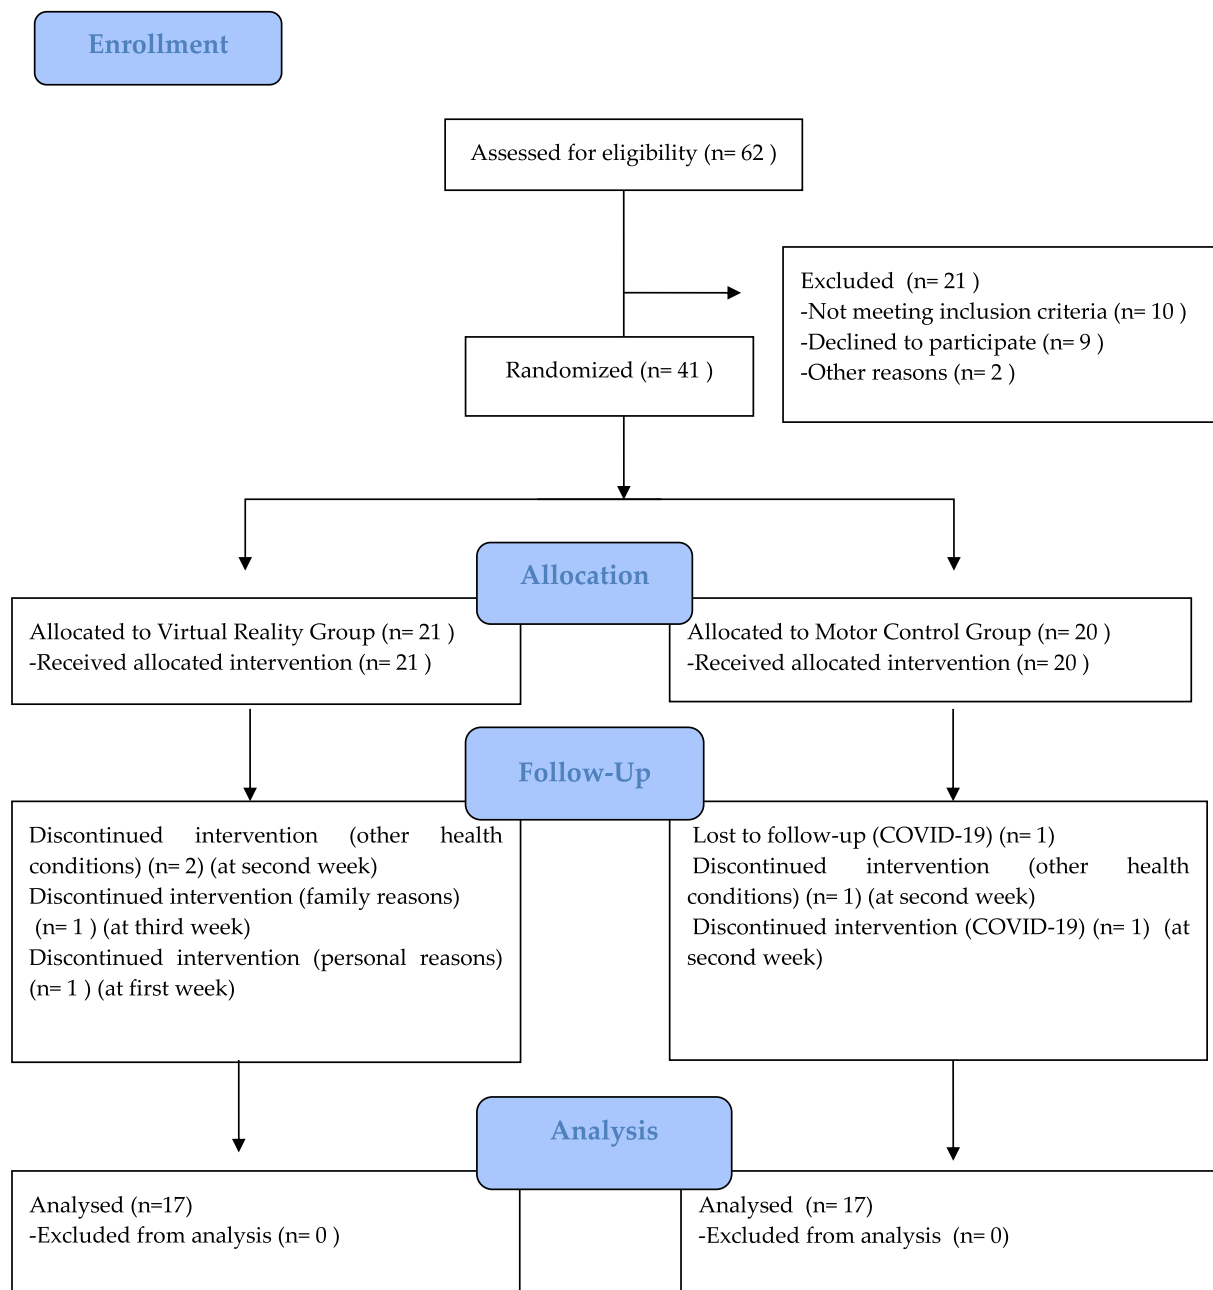 Enrollment
Assessed for eligibility (n= 62 )
Excluded  (n= 21 )
-Not meeting inclusion criteria (n= 10 )
-Declined to participate (n= 9 )
-Other reasons (n= 2 )
Randomized (n= 41 )
Allocation
Allocated to Virtual Reality Group (n= 21 )
-Received allocated intervention (n= 21 )
Allocated to Motor Control Group (n= 20 )
-Received allocated intervention (n= 20 )
Follow-Up
Discontinued intervention (other health
conditions) (n= 2) (at second week)
Discontinued intervention (family reasons)
(n= 1 ) (at third week)
Discontinued intervention (personal reasons)
(n= 1 ) (at first week)
Lost to follow-up (COVID-19) (n= 1)
Discontinued intervention (other health
conditions) (n= 1) (at second week)
Discontinued intervention (COVID-19) (n= 1)  (at
second week)
Analysis
Analysed (n=17)
-Excluded from analysis (n= 0 )
Analysed  (n= 17)
-Excluded from analysis  (n= 0)